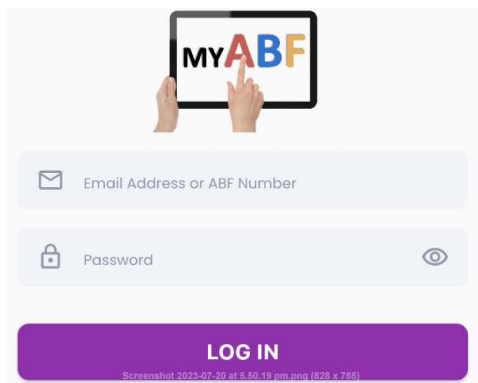 MYABF
Email Address or ABF Number
Password
LOG IN
Screenshot 2023-07-20 at 5.50.19 pm.png (828 x 785)